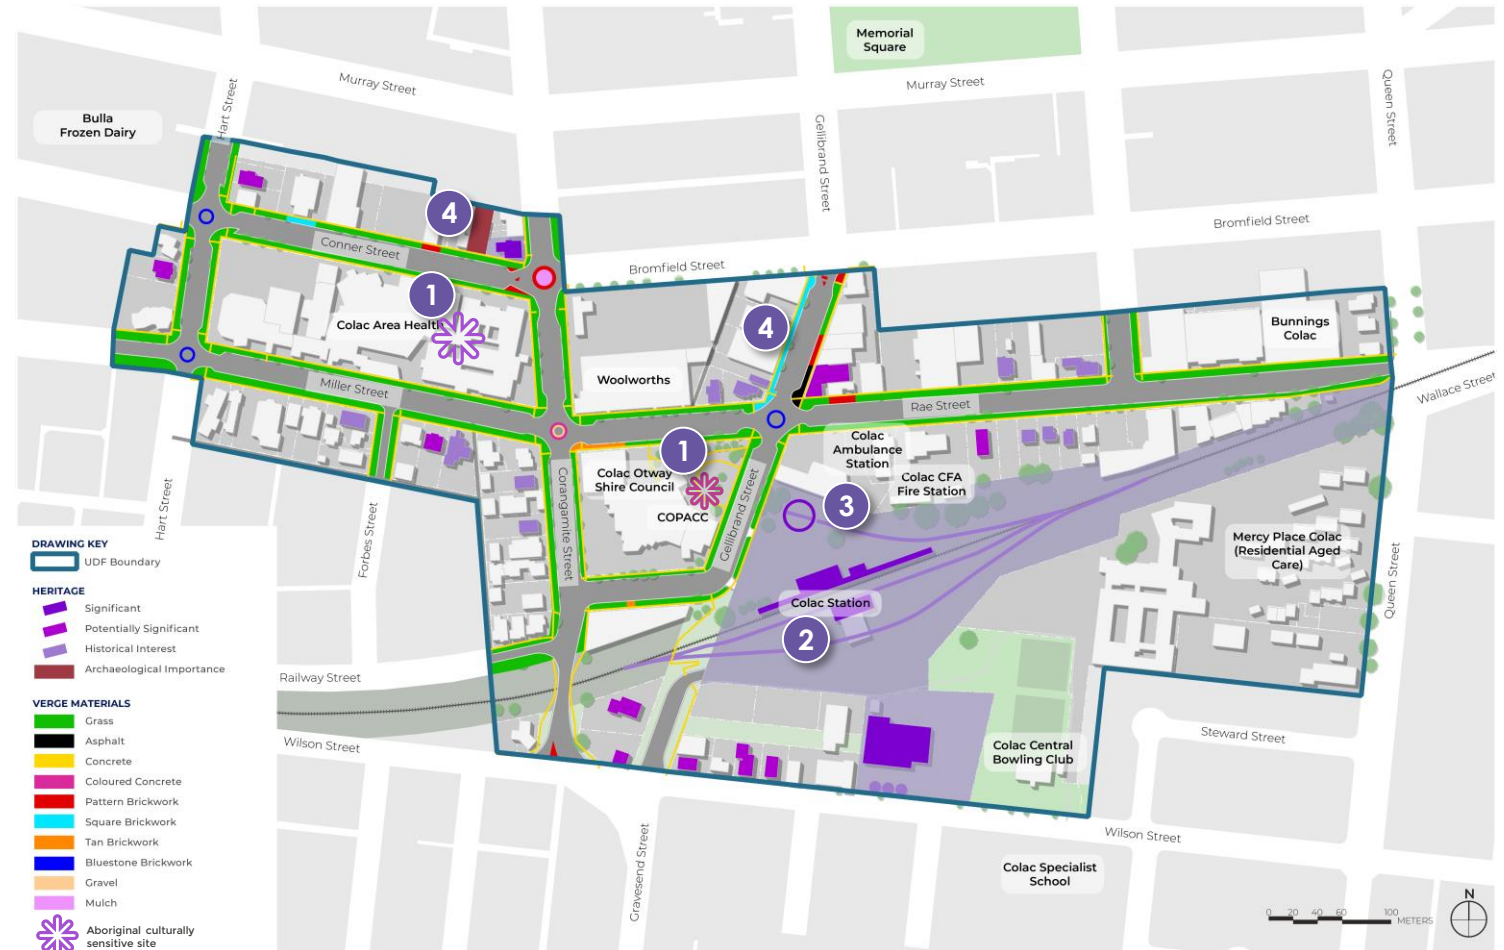 Memorial
Square
Murray Street
Murray Street
Queen Street
Hart Street
Bulla
Frozen Dairy
Gellibrand Street
4
Conner Street
Bromfield Street
Bromfield Street
1
Colac Area Health
4
Bunnings
Colac
Woolworths
Miller Street
Rae Street
Wallace Street
1
Colac
Ambulance
Station
Colac Otway
Shire Council
COPACC
Corangamite Street
Gellibrand Street
Colac CFA
Fire Station
3
Hart Street
Forbes Street
Mercy Place Colac
(Residential Aged
Care)
Queen Street
Colac Station
2
Railway Street
Wilson Street
Steward Street
Colac Central
Bowling Club
Wilson Street
Gravesend Street
Colac Specialist
School
DRAWING KEY
UDF Boundary
HERITAGE
Significant
Potentially Significant
Historical Interest
Archaeological Importance
VERGE MATERIALS
Grass
Asphalt
Concrete
Coloured Concrete
Pattern Brickwork
Square Brickwork
Tan Brickwork
Bluestone Brickwork
Gravel
Mulch
Aboriginal culturally
sensitive site
0 20 40 60 100
METERS
N